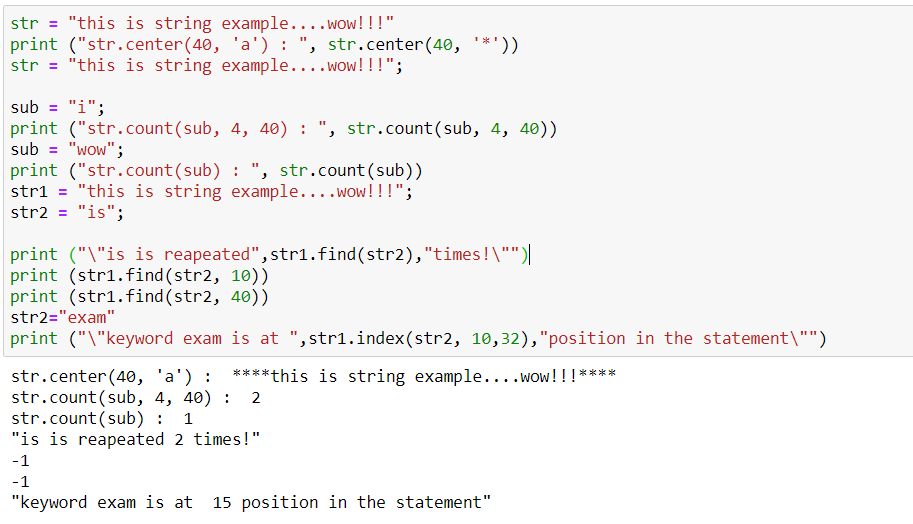 str = "this is string example....wow!!!"
print ("str.center(40, 'a') : ", str.center(40, '*'))
str = "this is string example....wow!!!";
sub = "i";
print ("str.count(sub, 4, 40) : ", str.count(sub, 4, 40))
sub = "wow";
print ("str.count(sub) : ", str.count(sub))
str1 = "this is string example....wow!!!";
str2 = "is";
print ("\"is is reapeated",str1.find(str2),"times!\"")
print (str1.find(str2, 10))
print (str1.find(str2, 40))
str2="exam"
print ("\"keyword exam is at ",str1.index(str2, 10,32),"position in the statement\"")
str.center(40, 'a') :  ****this is string example....wow!!!****
str.count(sub, 4, 40) :  2
str.count(sub) :  1
"is is reapeated 2 times!"
-1
-1
"keyword exam is at  15 position in the statement"